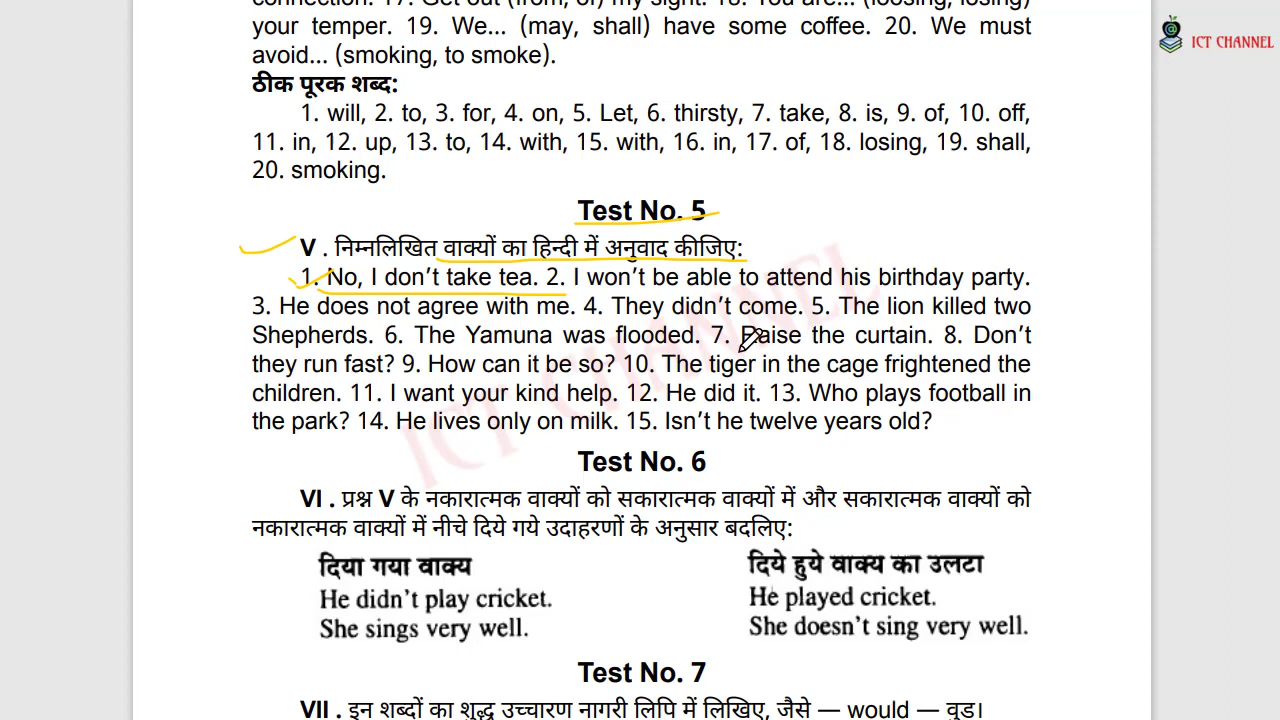 connection. 17. Get out (from, of) my sight. 18. You are... (loosing, losing)
your temper. 19. We... (may, shall) have some coffee. 20. We must
avoid... (smoking, to smoke).
ठीक पूरक शब्द:
1. will, 2. to, 3. for, 4. on, 5. Let, 6. thirsty, 7. take, 8. is, 9. of, 10. off,
11. in, 12. up, 13. to, 14. with, 15. with, 16. in, 17. of, 18. losing, 19. shall,
20. smoking.
Test No. 5
V . निम्नलिखित वाक्यों का हिन्दी में अनुवाद कीजिए:
1. No, I don't take tea. 2. I won't be able to attend his birthday party.
3. He does not agree with me. 4. They didn't come. 5. The lion killed two
Shepherds. 6. The Yamuna was flooded. 7. Raise the curtain. 8. Don't
they run fast? 9. How can it be so? 10. The tiger in the cage frightened the
children. 11. I want your kind help. 12. He did it. 13. Who plays football in
the park? 14. He lives only on milk. 15. Isn't he twelve years old?
Test No. 6
VI . प्रश्न V के नकारात्मक वाक्यों को सकारात्मक वाक्यों में और सकारात्मक वाक्यों को
नकारात्मक वाक्यों में नीचे दिये गये उदाहरणों के अनुसार बदलिए:
दिया गया वाक्य दिये हुये वाक्य का उलटा
He didn't play cricket. He played cricket.
She sings very well. She doesn't sing very well.
Test No. 7
VII . इन शब्दों का शुद्ध उच्चारण नागरी लिपि में लिखिए, जैसे — would — वुड।
ICT CHANNEL
ICT CHANNEL